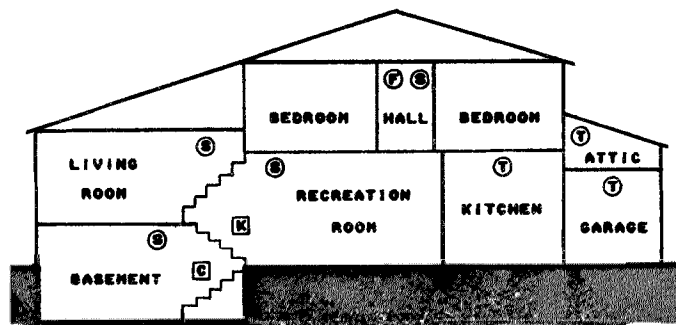 F S
BEDROOM HALL BEDROOM
S T
LIVING ATTIC
ROOM
S T T
RECREATION KITCHEN
ROOM GARAGE
K
S
C
BASEMENT